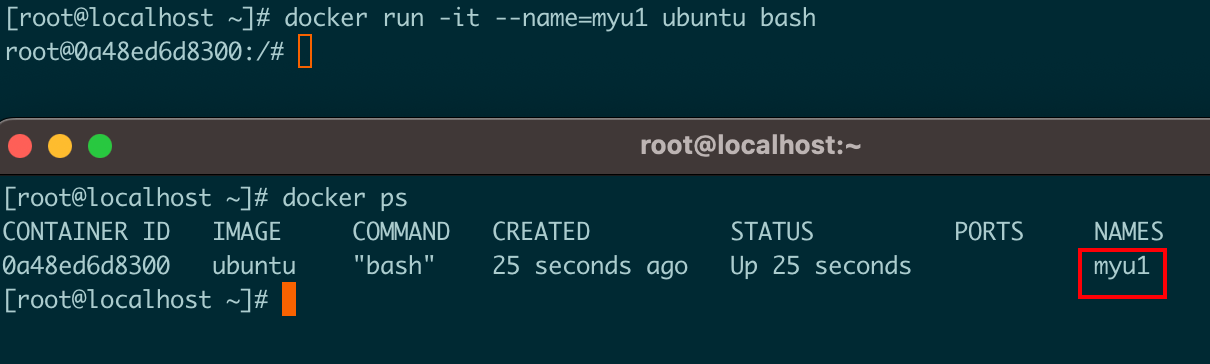 [root@localhost ~]# docker run -it --name=myu1 ubuntu bash
root@0a48ed6d8300:/#
root@localhost:~
[root@localhost ~]# docker ps
CONTAINER ID   IMAGE     COMMAND   CREATED          STATUS          PORTS     NAMES
0a48ed6d8300   ubuntu    "bash"    25 seconds ago   Up 25 seconds             myu1
[root@localhost ~]#